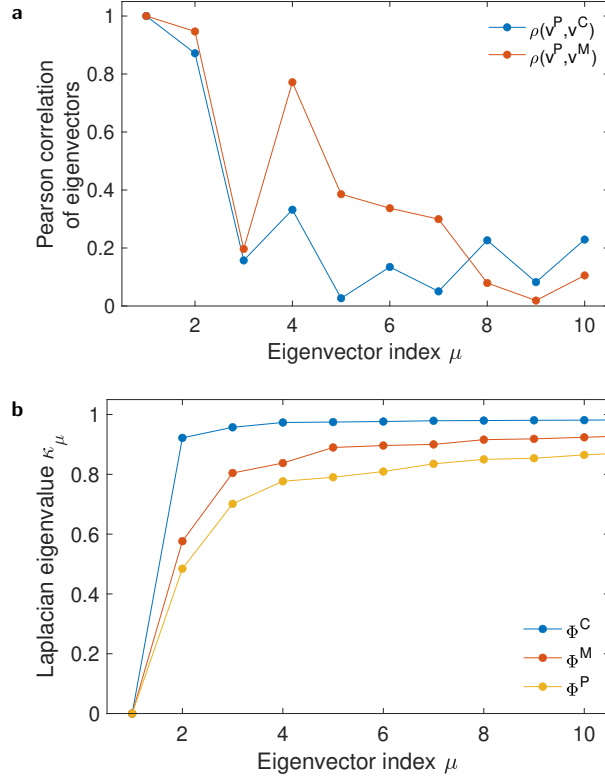 a
1
0.8
0.6
0.4
0.2
0
2
4
6
8
10
Pearson correlation
of eigenvectors
Eigenvector index μ
ρ(v^P,v^C)
ρ(v^P,v^M)
b
1
0.8
0.6
0.4
0.2
0
2
4
6
8
10
Laplacian eigenvalue κ_μ
Eigenvector index μ
Φ^C
Φ^M
Φ^P